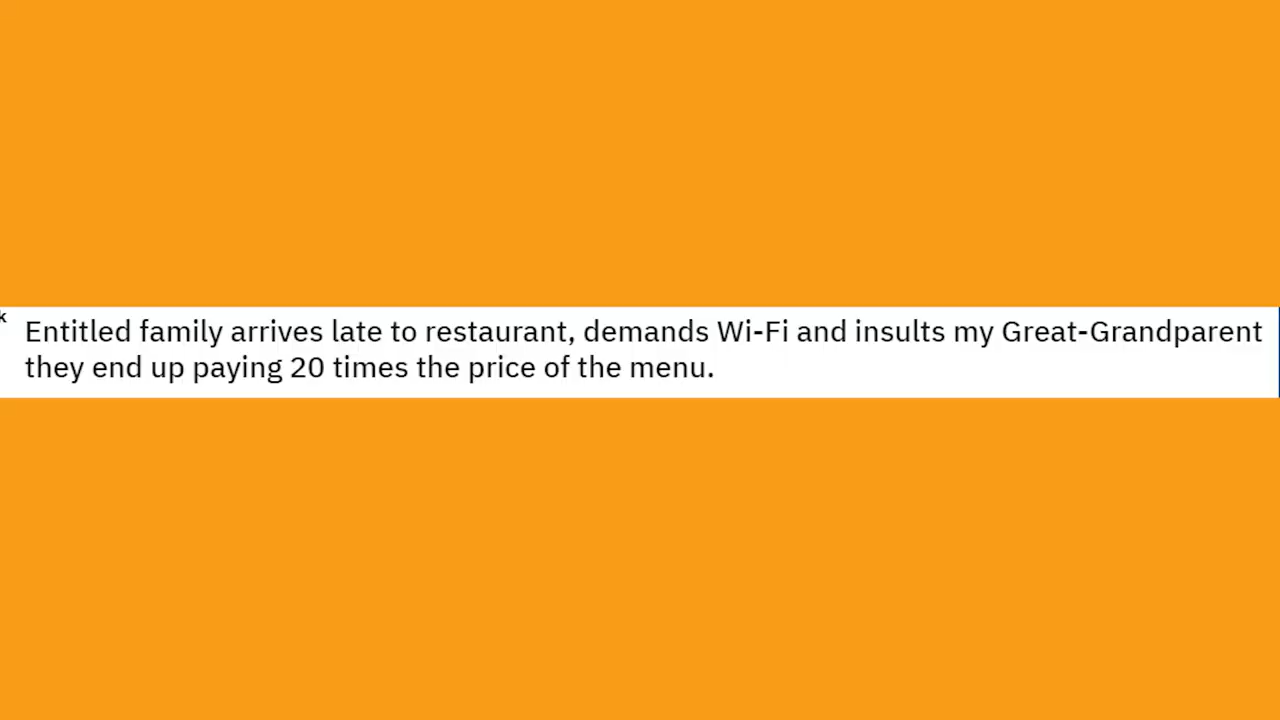 k
Entitled family arrives late to restaurant, demands Wi-Fi and insults my Great-Grandparent
they end up paying 20 times the price of the menu.